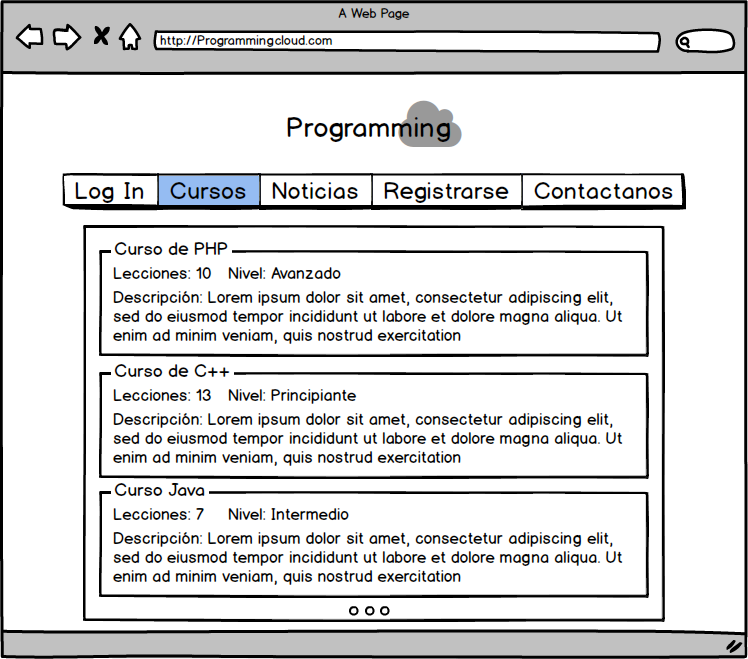 A Web Page
http://Programmingcloud.com
Programming
Log In Cursos Noticias Registrarse Contactanos
Curso de PHP
Lecciones: 10 Nivel: Avanzado
Descripción: Lorem ipsum dolor sit amet, consectetur adipiscing elit,
sed do eiusmod tempor incididunt ut labore et dolore magna aliqua. Ut
enim ad minim veniam, quis nostrud exercitation
Curso de C++
Lecciones: 13 Nivel: Principiante
Descripción: Lorem ipsum dolor sit amet, consectetur adipiscing elit,
sed do eiusmod tempor incididunt ut labore et dolore magna aliqua. Ut
enim ad minim veniam, quis nostrud exercitation
Curso Java
Lecciones: 7 Nivel: Intermedio
Descripción: Lorem ipsum dolor sit amet, consectetur adipiscing elit,
sed do eiusmod tempor incididunt ut labore et dolore magna aliqua. Ut
enim ad minim veniam, quis nostrud exercitation